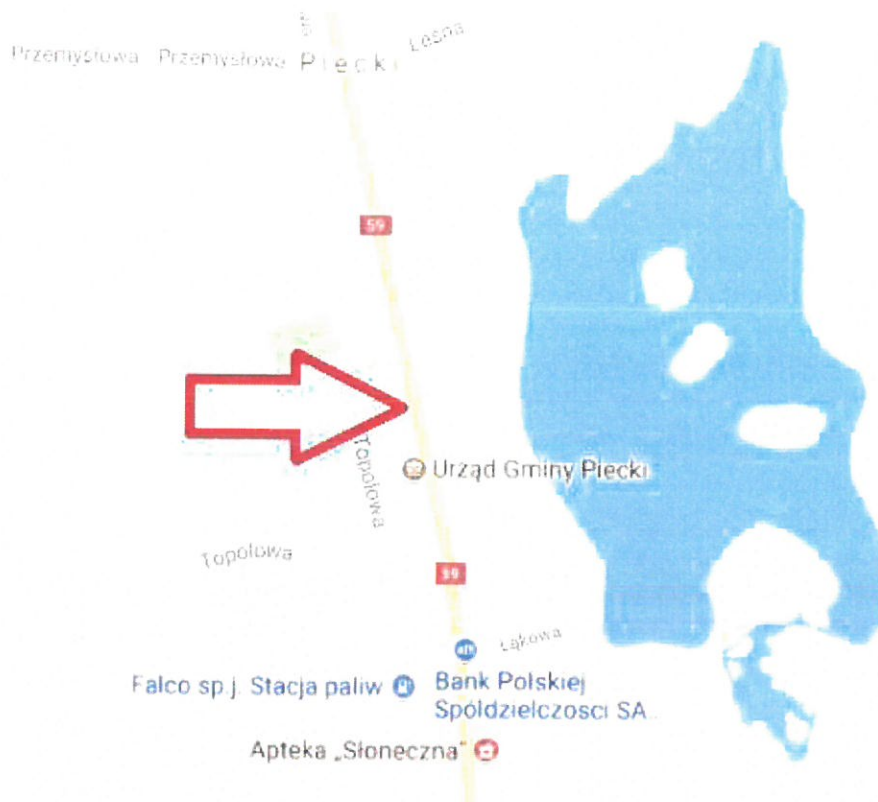 Przemysłowa Przemysłowa Piecki Leśna
59
Topolowa
Urząd Gminy Piecki
Topolowa
59
Łąkowa
Falco sp.j. Stacja paliw
Bank Polskiej
Spółdzielczosci SA..
Apteka „Słoneczna"